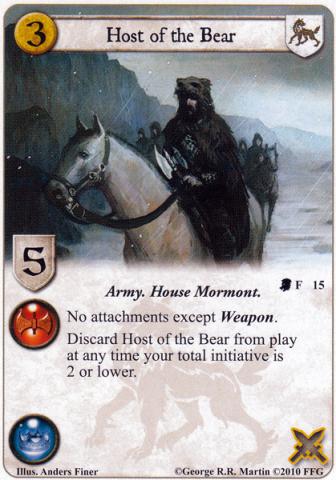 3
Host of the Bear
5
Army. House Mormont.
F 15
No attachments except Weapon.
Discard Host of the Bear from play
at any time your total initiative is
2 or lower.
Illus. Anders Finer
©George R.R. Martin ©2010 FFG